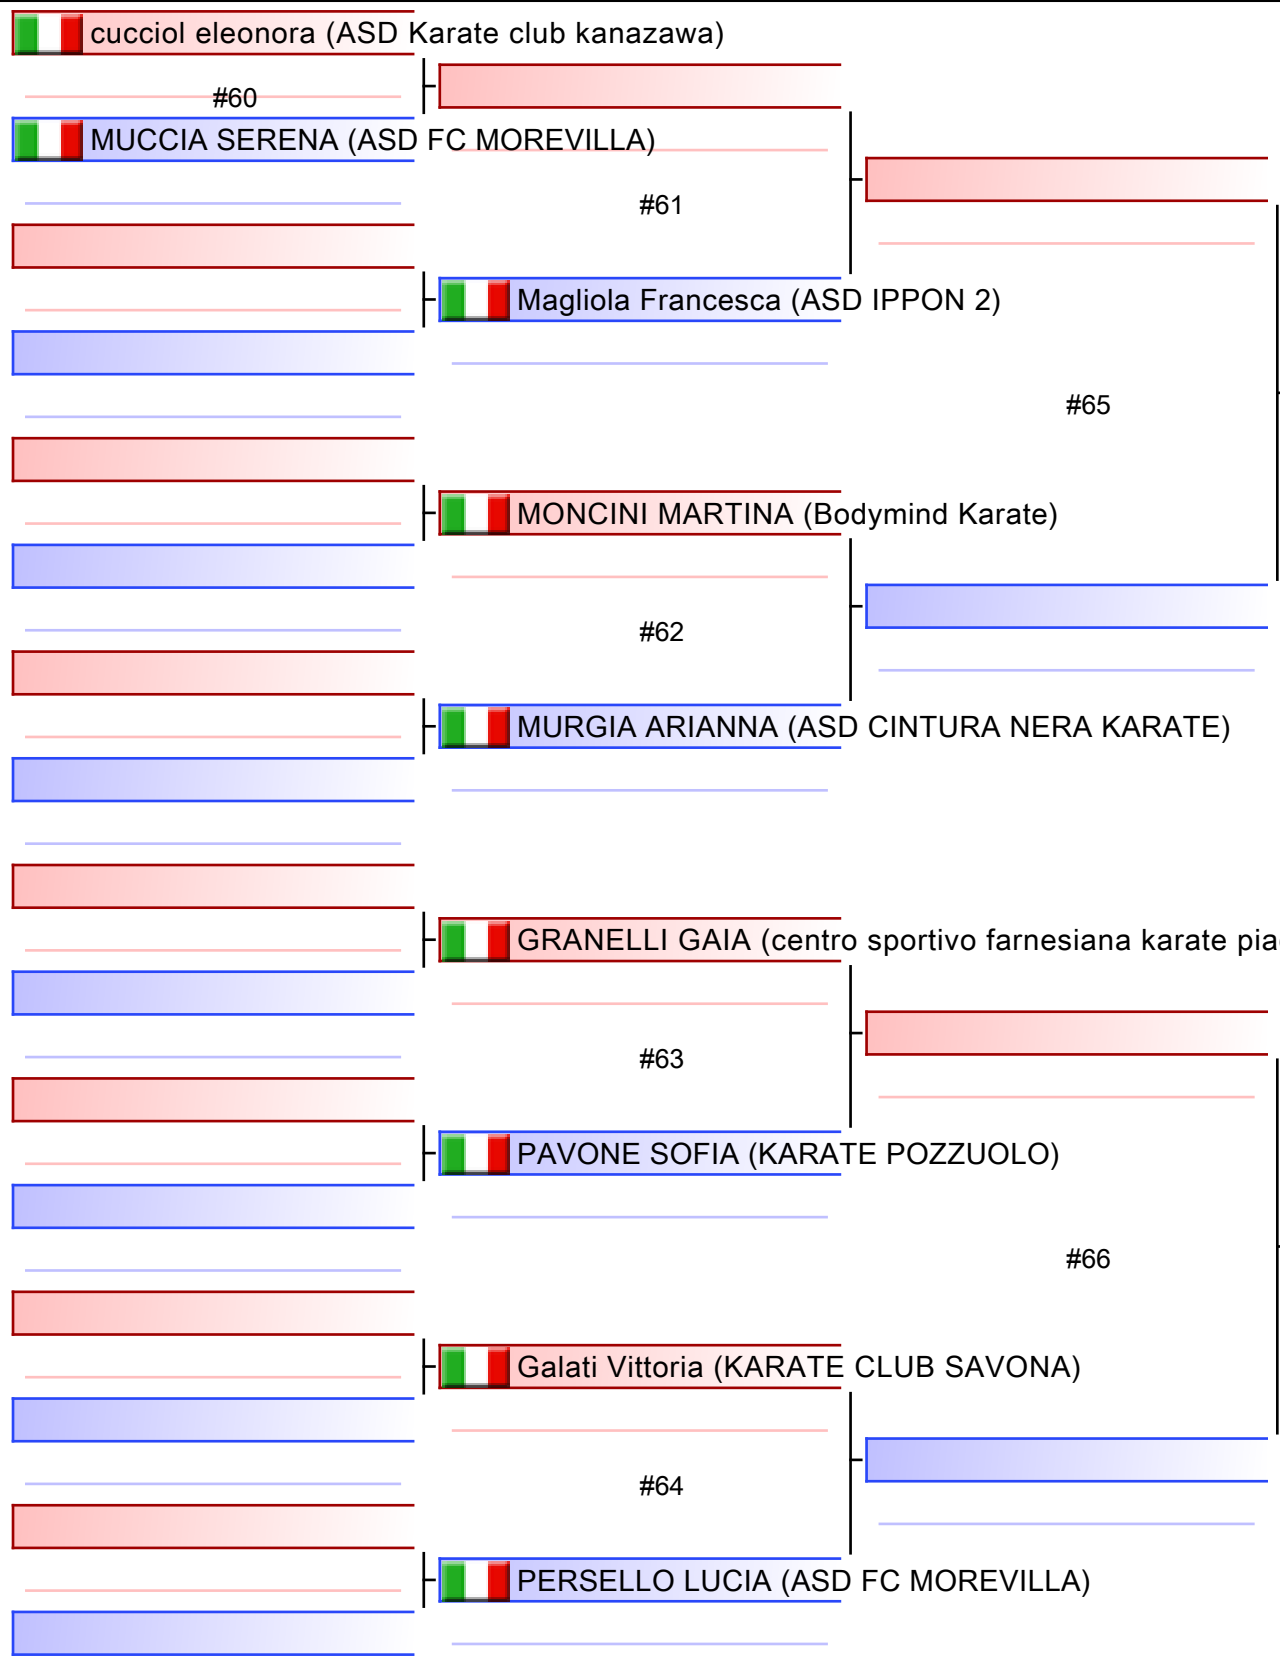 cucciol eleonora (ASD Karate club kanazawa)
#60
MUCCIA SERENA (ASD FC MOREVILLA)
#61
Magliola Francesca (ASD IPPON 2)
#65
MONCINI MARTINA (Bodymind Karate)
#62
MURGIA ARIANNA (ASD CINTURA NERA KARATE)
GRANELLI GAIA (centro sportivo farnesiana karate
#63
PAVONE SOFIA (KARATE POZZUOLO)
#66
Galati Vittoria (KARATE CLUB SAVONA)
#64
PERSELLO LUCIA (ASD FC MOREVILLA)